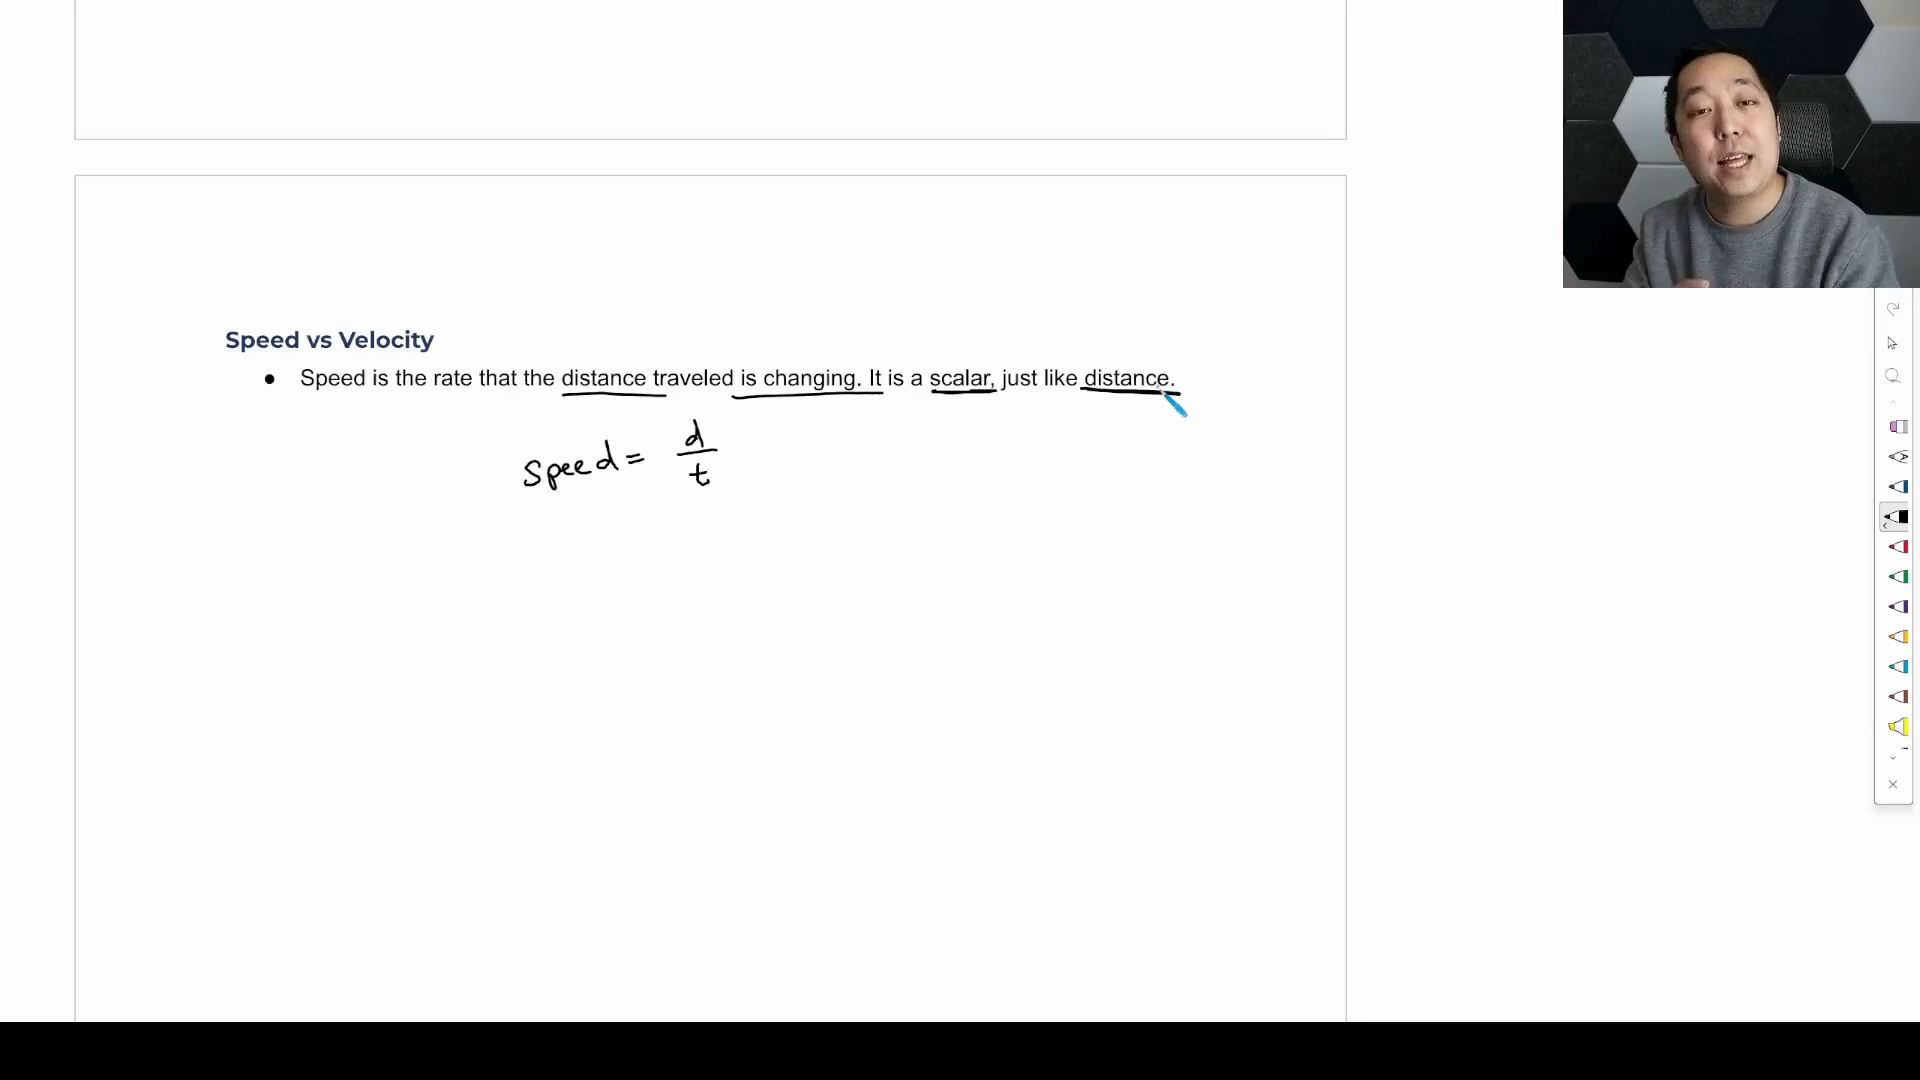 Speed vs Velocity
● Speed is the rate that the distance traveled is changing. It is a scalar, just like distance.
Speed = d/t